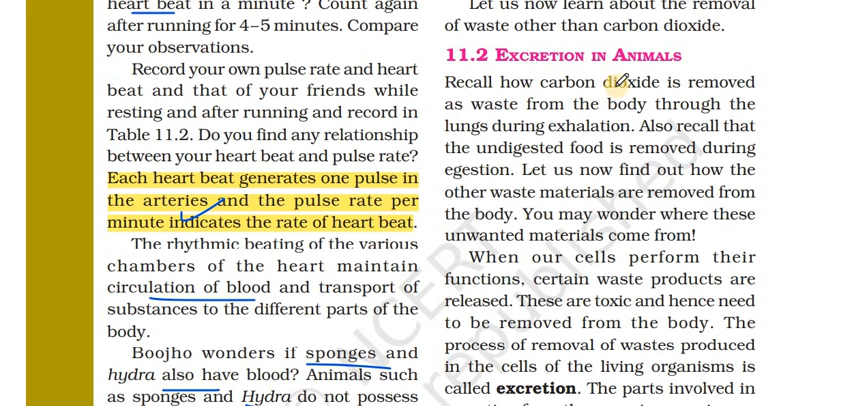 heart beat in a minute ? Count again
after running for 4–5 minutes. Compare
your observations.
Record your own pulse rate and heart
beat and that of your friends while
resting and after running and record in
Table 11.2. Do you find any relationship
between your heart beat and pulse rate?
Each heart beat generates one pulse in
the arteries and the pulse rate per
minute indicates the rate of heart beat.
The rhythmic beating of the various
chambers of the heart maintain
circulation of blood and transport of
substances to the different parts of the
body.
Boojho wonders if sponges and
hydra also have blood? Animals such
as sponges and Hydra do not possess
Let us now learn about the removal
of waste other than carbon dioxide.
11.2 EXCRETION IN ANIMALS
Recall how carbon dioxide is removed
as waste from the body through the
lungs during exhalation. Also recall that
the undigested food is removed during
egestion. Let us now find out how the
other waste materials are removed from
the body. You may wonder where these
unwanted materials come from!
When our cells perform their
functions, certain waste products are
released. These are toxic and hence need
to be removed from the body. The
process of removal of wastes produced
in the cells of the living organisms is
called excretion. The parts involved in
NCERT
republished